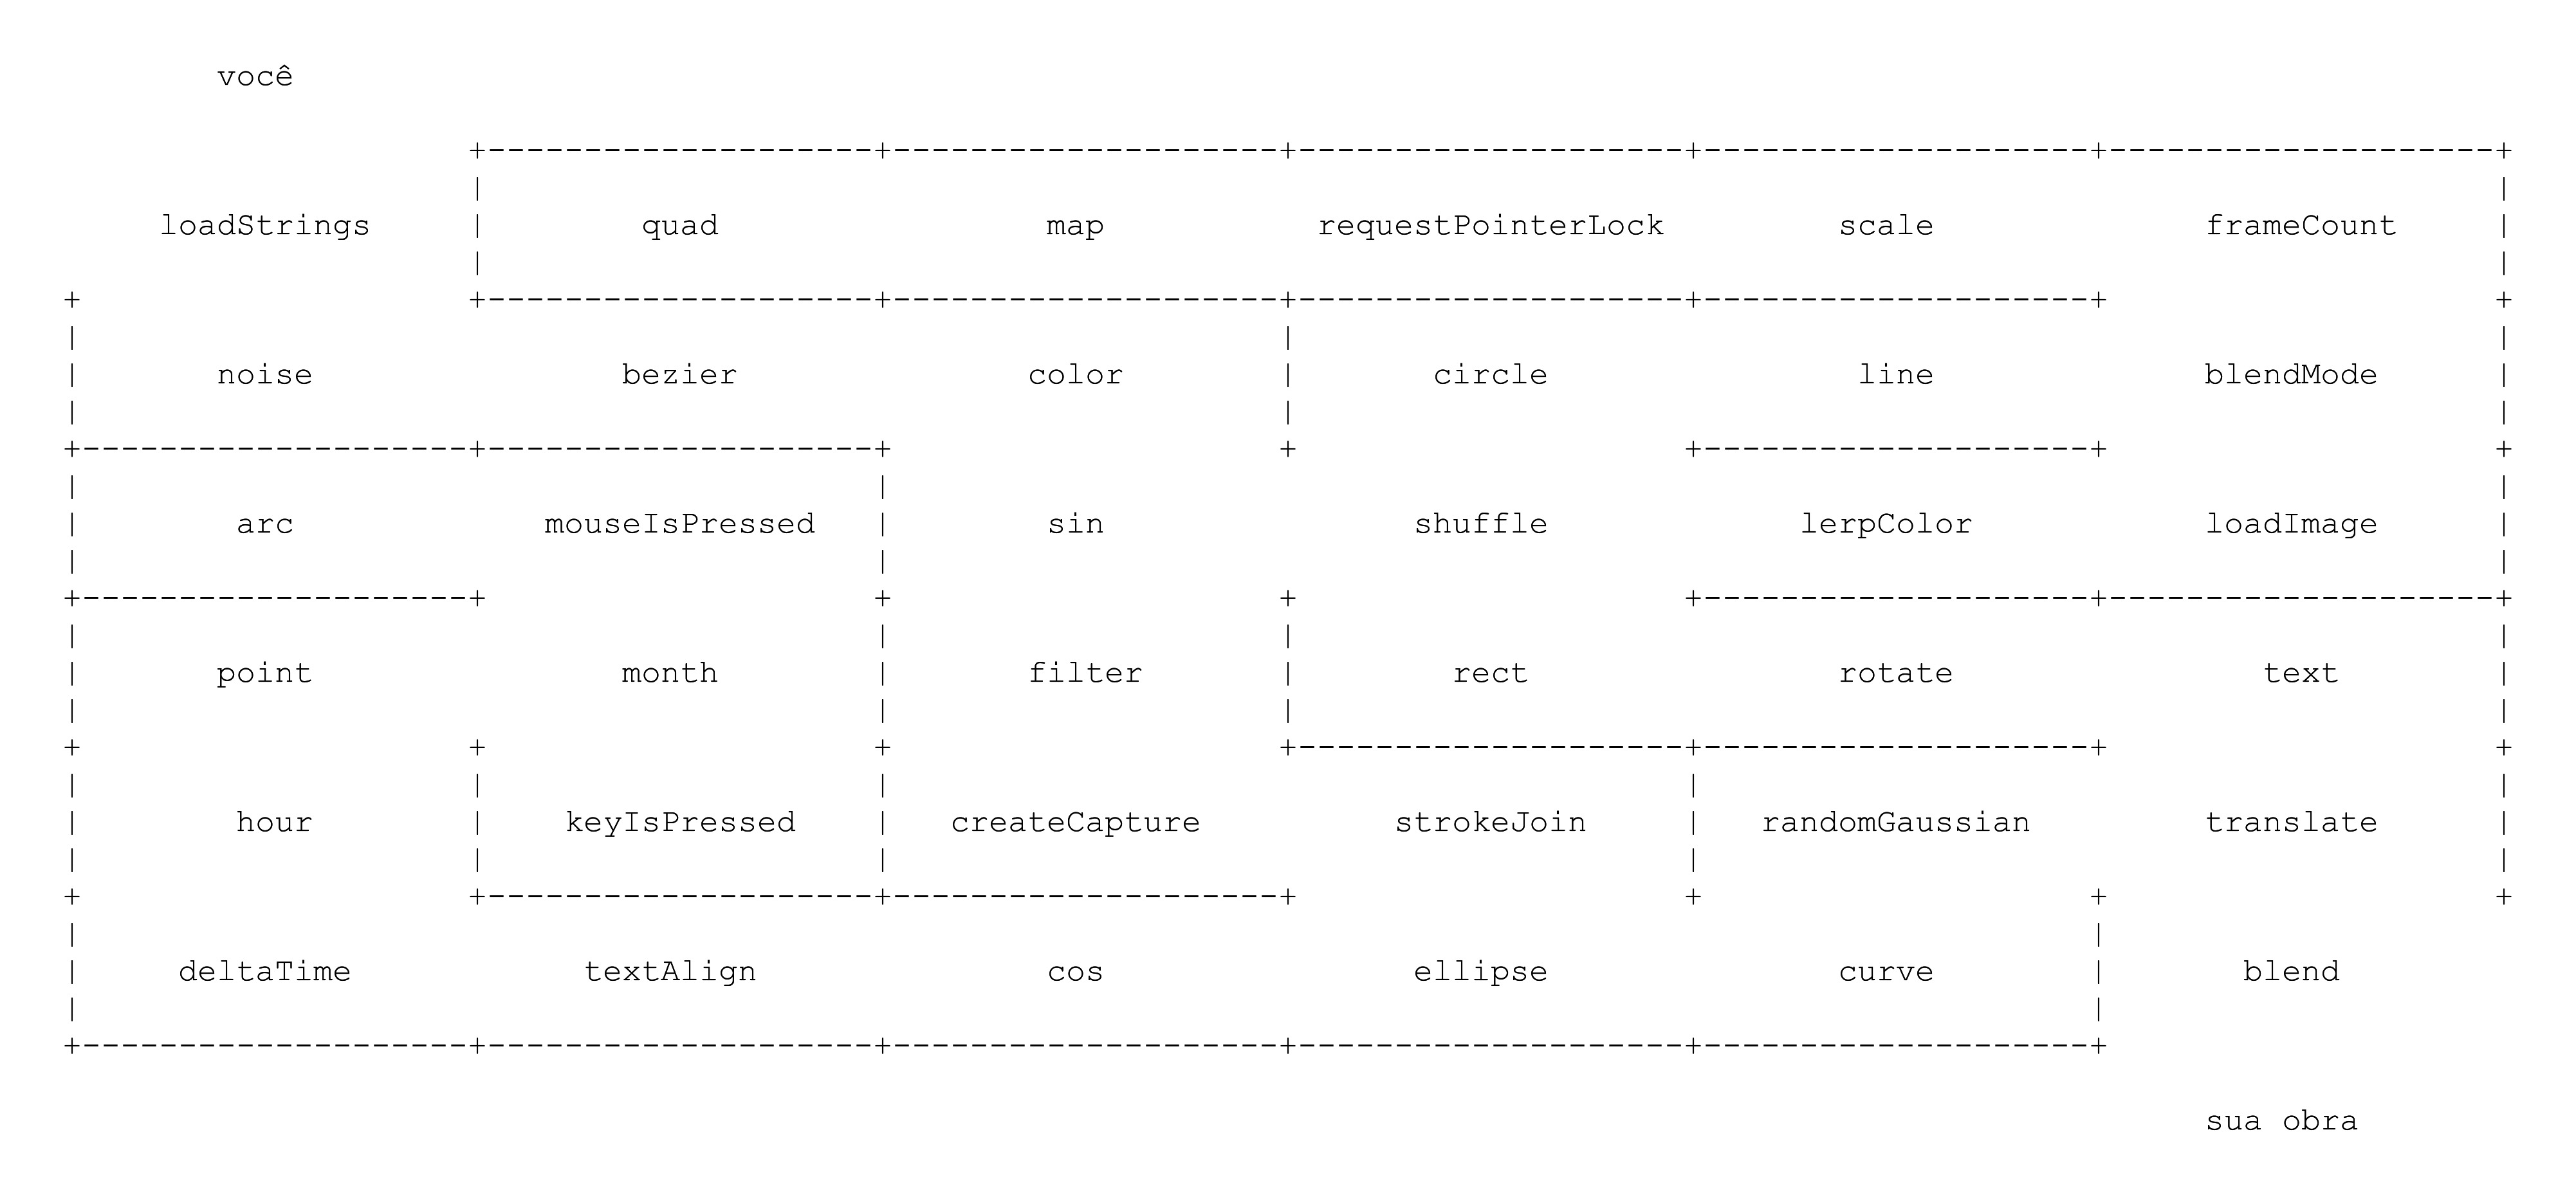 você
loadStrings quad map requestPointerLock scale frameCount
noise bezier color circle line blendMode
arc mouseIsPressed sin shuffle lerpColor loadImage
point month filter rect rotate text
hour keyIsPressed createCapture strokeJoin randomGaussian translate
deltaTime textAlign cos ellipse curve blend
sua obra